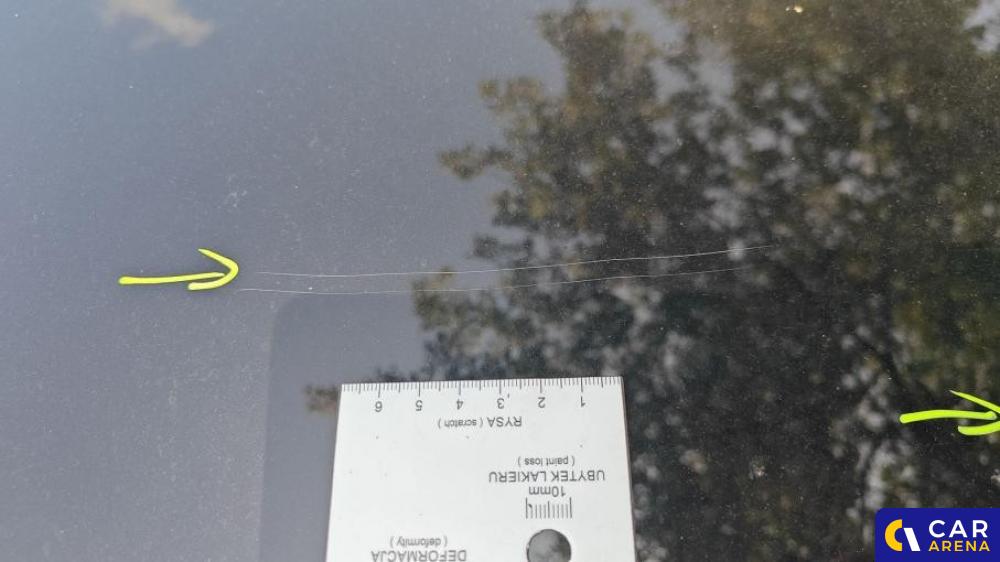 6 5 4 3 2 1
RYSA ( scratch )
UBYTEK LAKIERU
( paint loss )
10mm
DEFORMACJA
( deformity )
CAR
ARENA